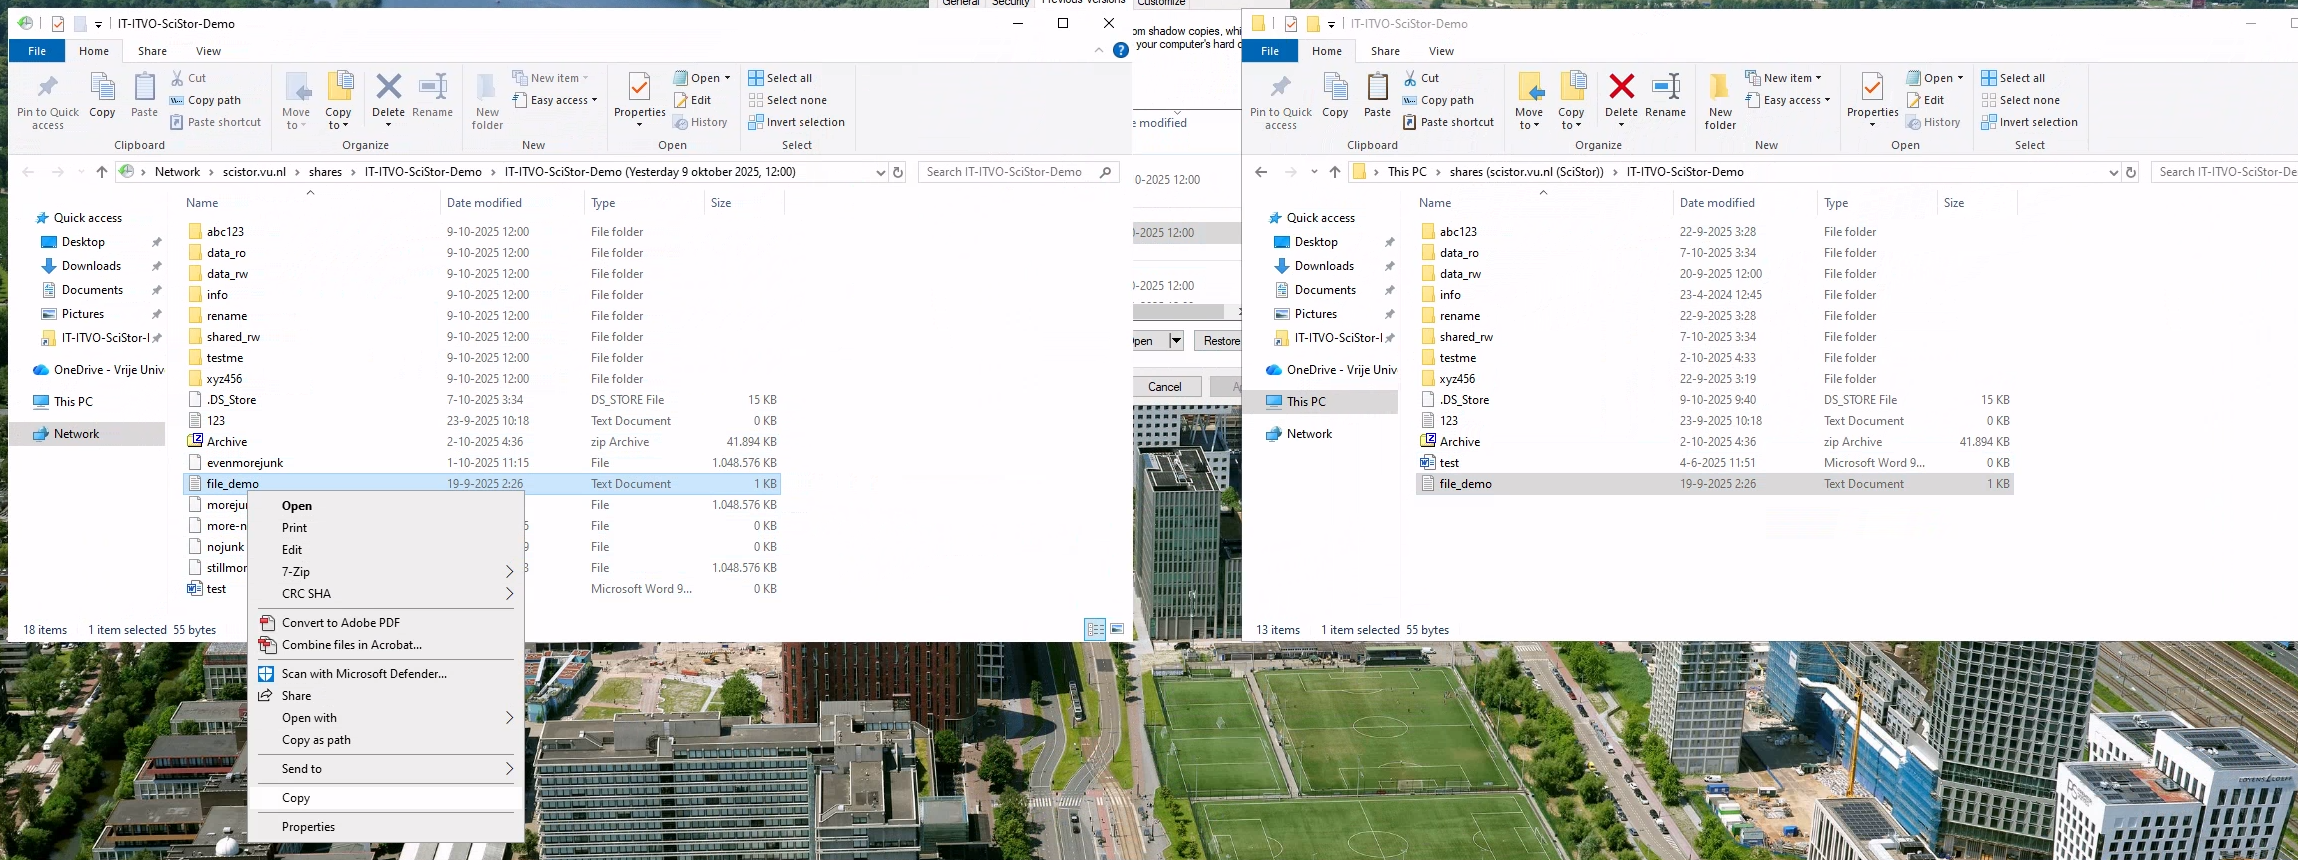 IT-ITVO-SciStor-Demo
File Home Share View
Pin to Quick access
Copy
Paste
Cut
Copy path
Paste shortcut
Clipboard
Move to
Copy to
Delete
Rename
Organize
New folder
New item
Easy access
New
Properties
Open
Edit
History
Open
Select all
Select none
Invert selection
Select
Network > scistor.vu.nl > shares > IT-ITVO-SciStor-Demo > IT-ITVO-SciStor-Demo (Yesterday 9 oktober 2025, 12:00)
Search IT-ITVO-SciStor-Demo
Quick access
Desktop
Downloads
Documents
Pictures
IT-ITVO-SciStor-I
OneDrive - Vrije Univ
This PC
Network
Name Date modified Type Size
abc123 9-10-2025 12:00 File folder
data_ro 9-10-2025 12:00 File folder
data_rw 9-10-2025 12:00 File folder
info 9-10-2025 12:00 File folder
rename 9-10-2025 12:00 File folder
shared_rw 9-10-2025 12:00 File folder
testme 9-10-2025 12:00 File folder
xyz456 9-10-2025 12:00 File folder
.DS_Store 7-10-2025 3:34 DS_STORE File 15 KB
123 23-9-2025 10:18 Text Document 0 KB
Archive 2-10-2025 4:36 zip Archive 41.894 KB
evenmorejunk 1-10-2025 11:15 File 1.048.576 KB
file_demo 19-9-2025 2:26 Text Document 1 KB
morejun File 1.048.576 KB
more-n 5 File 0 KB
nojunk 9 File 0 KB
stillmor 3 File 1.048.576 KB
test Microsoft Word 9... 0 KB
18 items 1 item selected 55 bytes
Open
Print
Edit
7-Zip
CRC SHA
Convert to Adobe PDF
Combine files in Acrobat...
Scan with Microsoft Defender...
Share
Open with
Copy as path
Send to
Copy
Properties
General Security Previous Versions Customize
om shadow copies, whi
your computer's hard d
e modified
0-2025 12:00
0-2025 12:00
0-2025 12:00
pen
Restore
Cancel
IT-ITVO-SciStor-Demo
File Home Share View
Pin to Quick access
Copy
Paste
Cut
Copy path
Paste shortcut
Clipboard
Move to
Copy to
Delete
Rename
Organize
New folder
New item
Easy access
New
Properties
Open
Edit
History
Open
Select all
Select none
Invert selection
Select
This PC > shares (scistor.vu.nl (SciStor)) > IT-ITVO-SciStor-Demo
Search IT-ITVO-SciStor-De
Quick access
Desktop
Downloads
Documents
Pictures
IT-ITVO-SciStor-I
OneDrive - Vrije Univ
This PC
Network
Name Date modified Type Size
abc123 22-9-2025 3:28 File folder
data_ro 7-10-2025 3:34 File folder
data_rw 20-9-2025 12:00 File folder
info 23-4-2024 12:45 File folder
rename 22-9-2025 3:28 File folder
shared_rw 7-10-2025 3:34 File folder
testme 2-10-2025 4:33 File folder
xyz456 22-9-2025 3:19 File folder
.DS_Store 9-10-2025 9:40 DS_STORE File 15 KB
123 23-9-2025 10:18 Text Document 0 KB
Archive 2-10-2025 4:36 zip Archive 41.894 KB
test 4-6-2025 11:51 Microsoft Word 9... 0 KB
file_demo 19-9-2025 2:26 Text Document 1 KB
13 items 1 item selected 55 bytes